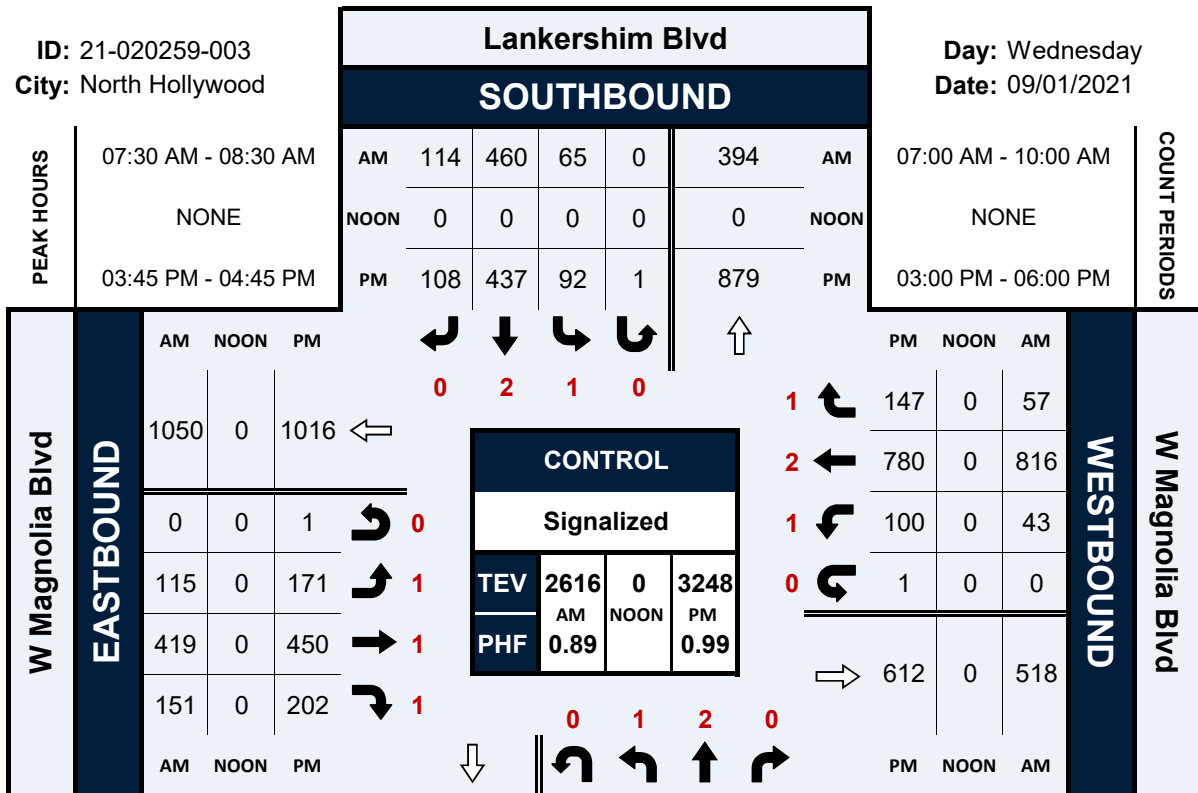 ID: 21-020259-003
City: North Hollywood
Lankershim Blvd
SOUTHBOUND
Day: Wednesday
Date: 09/01/2021
PEAK HOURS
07:30 AM - 08:30 AM
NONE
03:45 PM - 04:45 PM
AM 114 460 65 0 394 AM
NOON 0 0 0 0 0 NOON
PM 108 437 92 1 879 PM
07:00 AM - 10:00 AM
NONE
03:00 PM - 06:00 PM
COUNT PERIODS
0 2 1 0
W Magnolia Blvd
EASTBOUND
AM NOON PM
1050 0 1016
0 0 1 0
115 0 171 1
419 0 450 1
151 0 202 1
AM NOON PM
CONTROL
Signalized
TEV 2616 0 3248
AM NOON PM
PHF 0.89 0.99
PM NOON AM
1 147 0 57
2 780 0 816
1 100 0 43
0 1 0 0
612 0 518
PM NOON AM
WESTBOUND
W Magnolia Blvd
0 1 2 0